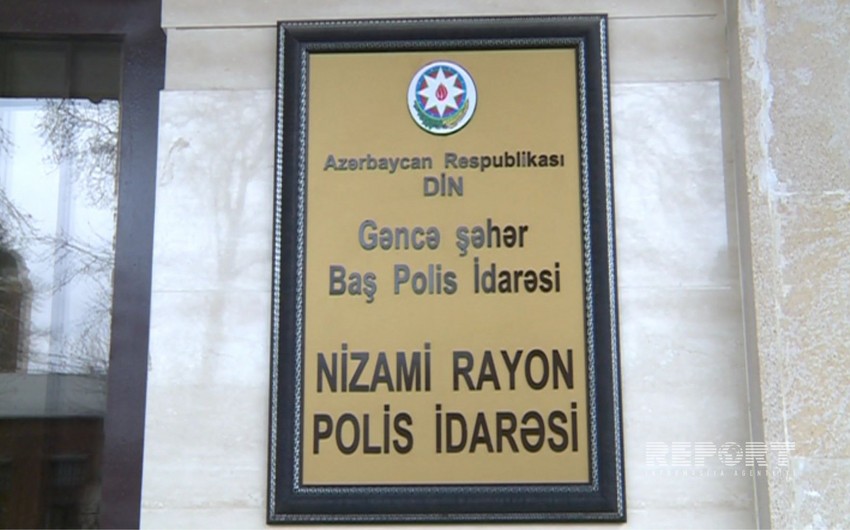 Azərbaycan Respublikası
DİN
Gəncə şəhər
Baş Polis İdarəsi
NİZAMİ RAYON
POLİS İDARƏSİ
REPORT